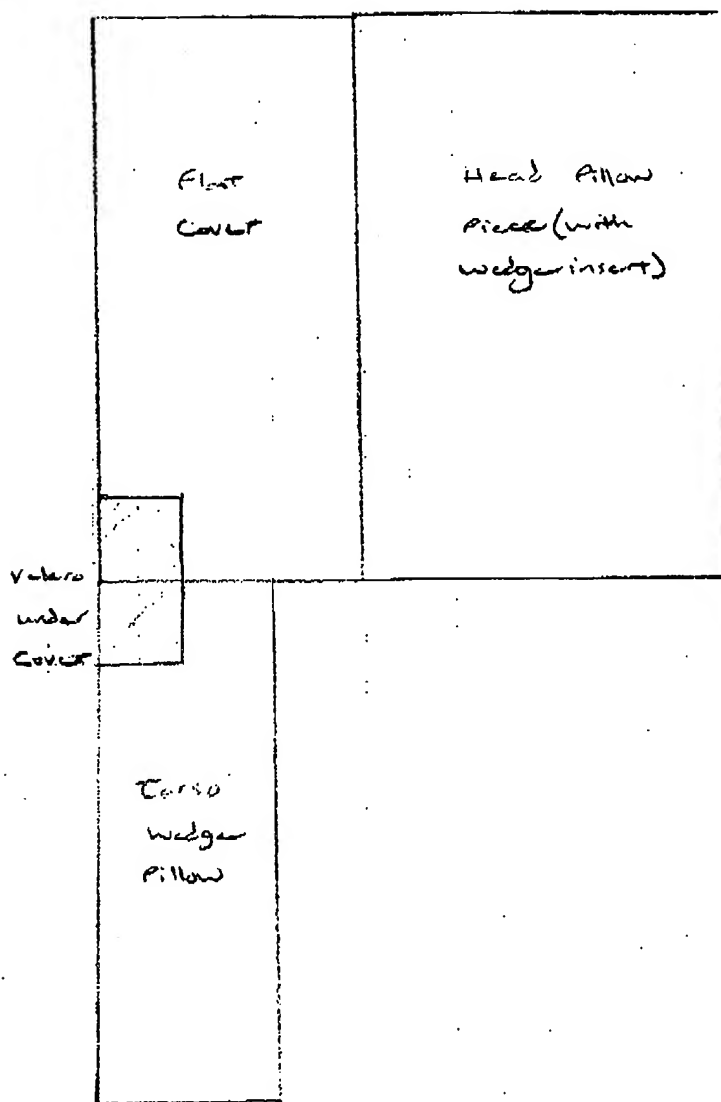 Flat
Cover
Head Pillow
Piece (with
wedge insert)
Velcro
under
Cover
Torso
wedge
Pillow